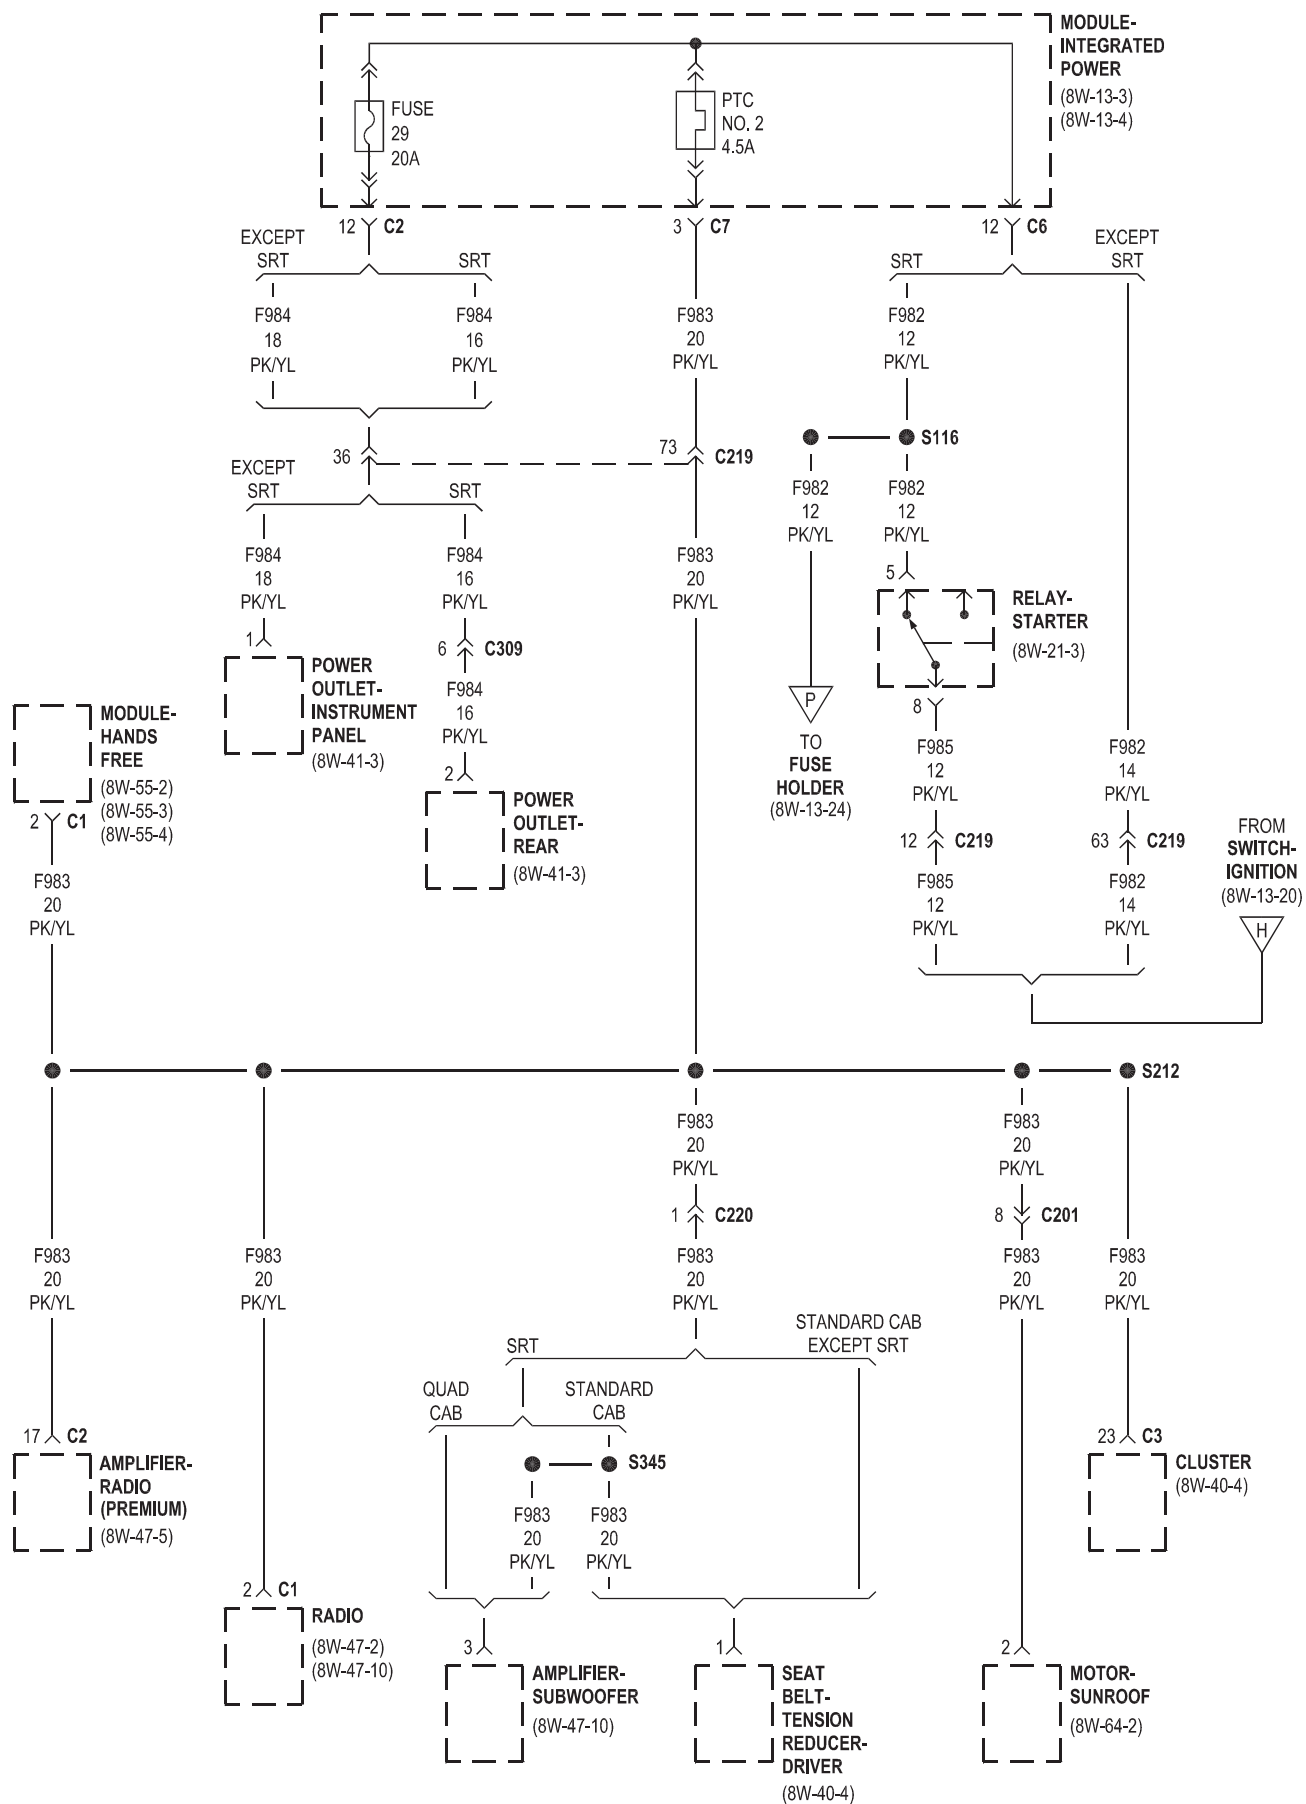 MODULE-
INTEGRATED
POWER
(8W-13-3)
(8W-13-4)
FUSE
29
20A
PTC
NO. 2
4.5A
12 C2
3 C7
12 C6
EXCEPT
SRT
SRT
SRT
EXCEPT
SRT
F984
18
PK/YL
F984
16
PK/YL
F983
20
PK/YL
F982
12
PK/YL
S116
36
73 C219
EXCEPT
SRT
SRT
F982
12
PK/YL
F982
12
PK/YL
F984
18
PK/YL
F984
16
PK/YL
F983
20
PK/YL
5
RELAY-
STARTER
(8W-21-3)
8
1
POWER
OUTLET-
INSTRUMENT
PANEL
(8W-41-3)
6 C309
F984
16
PK/YL
2
POWER
OUTLET-
REAR
(8W-41-3)
P
TO
FUSE
HOLDER
(8W-13-24)
F985
12
PK/YL
F982
14
PK/YL
12 C219
63 C219
F985
12
PK/YL
F982
14
PK/YL
FROM
SWITCH-
IGNITION
(8W-13-20)
H
MODULE-
HANDS
FREE
(8W-55-2)
(8W-55-3)
(8W-55-4)
2 C1
F983
20
PK/YL
S212
F983
20
PK/YL
F983
20
PK/YL
1 C220
8 C201
F983
20
PK/YL
F983
20
PK/YL
F983
20
PK/YL
F983
20
PK/YL
F983
20
PK/YL
SRT
STANDARD CAB
EXCEPT SRT
QUAD
CAB
STANDARD
CAB
S345
F983
20
PK/YL
F983
20
PK/YL
17 C2
AMPLIFIER-
RADIO
(PREMIUM)
(8W-47-5)
23 C3
CLUSTER
(8W-40-4)
2 C1
RADIO
(8W-47-2)
(8W-47-10)
3
AMPLIFIER-
SUBWOOFER
(8W-47-10)
1
SEAT
BELT-
TENSION
REDUCER-
DRIVER
(8W-40-4)
2
MOTOR-
SUNROOF
(8W-64-2)